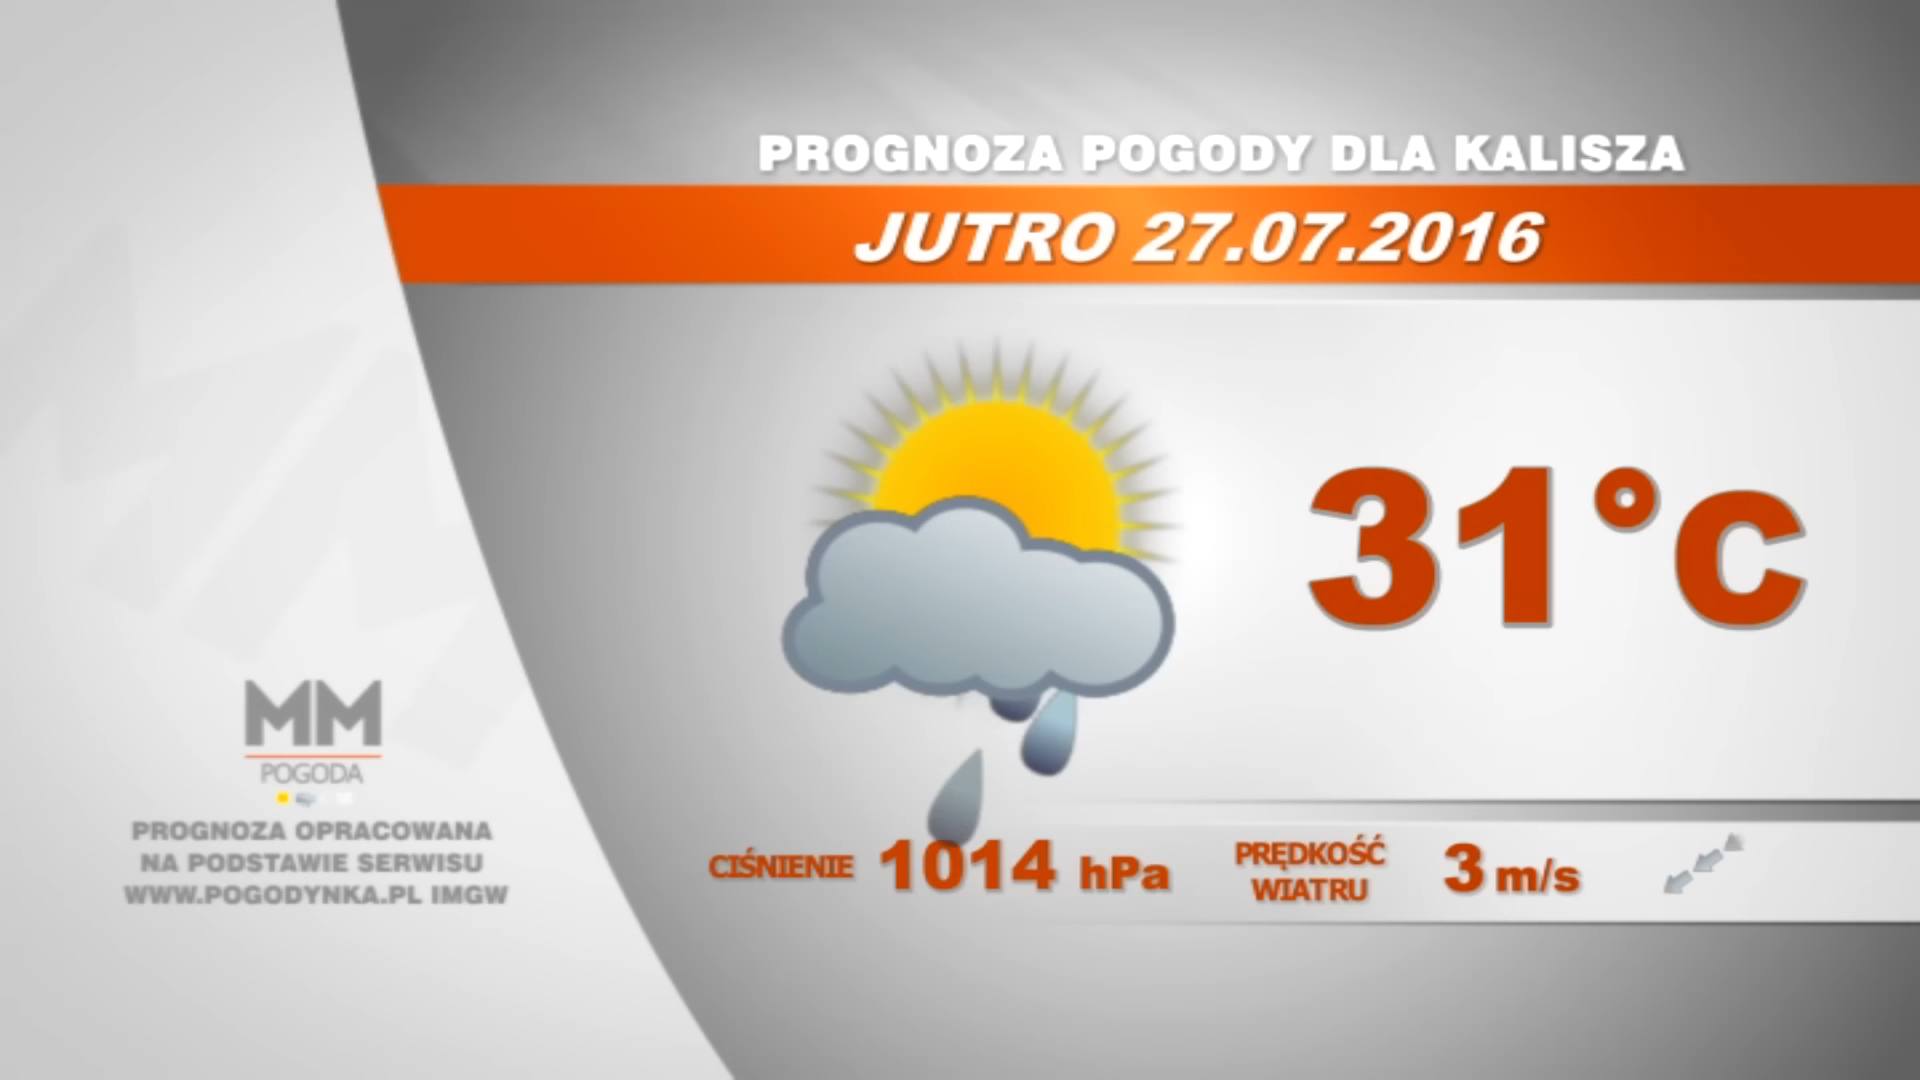 PROGNOZA POGODY DLA KALISZA
JUTRO 27.07.2016
31°C
CIŚNIENIE 1014 hPa
PRĘDKOŚĆ
WIATRU
3 m/s
MM
POGODA
PROGNOZA OPRACOWANA
NA PODSTAWIE SERWISU
WWW.POGODYNKA.PL IMGW